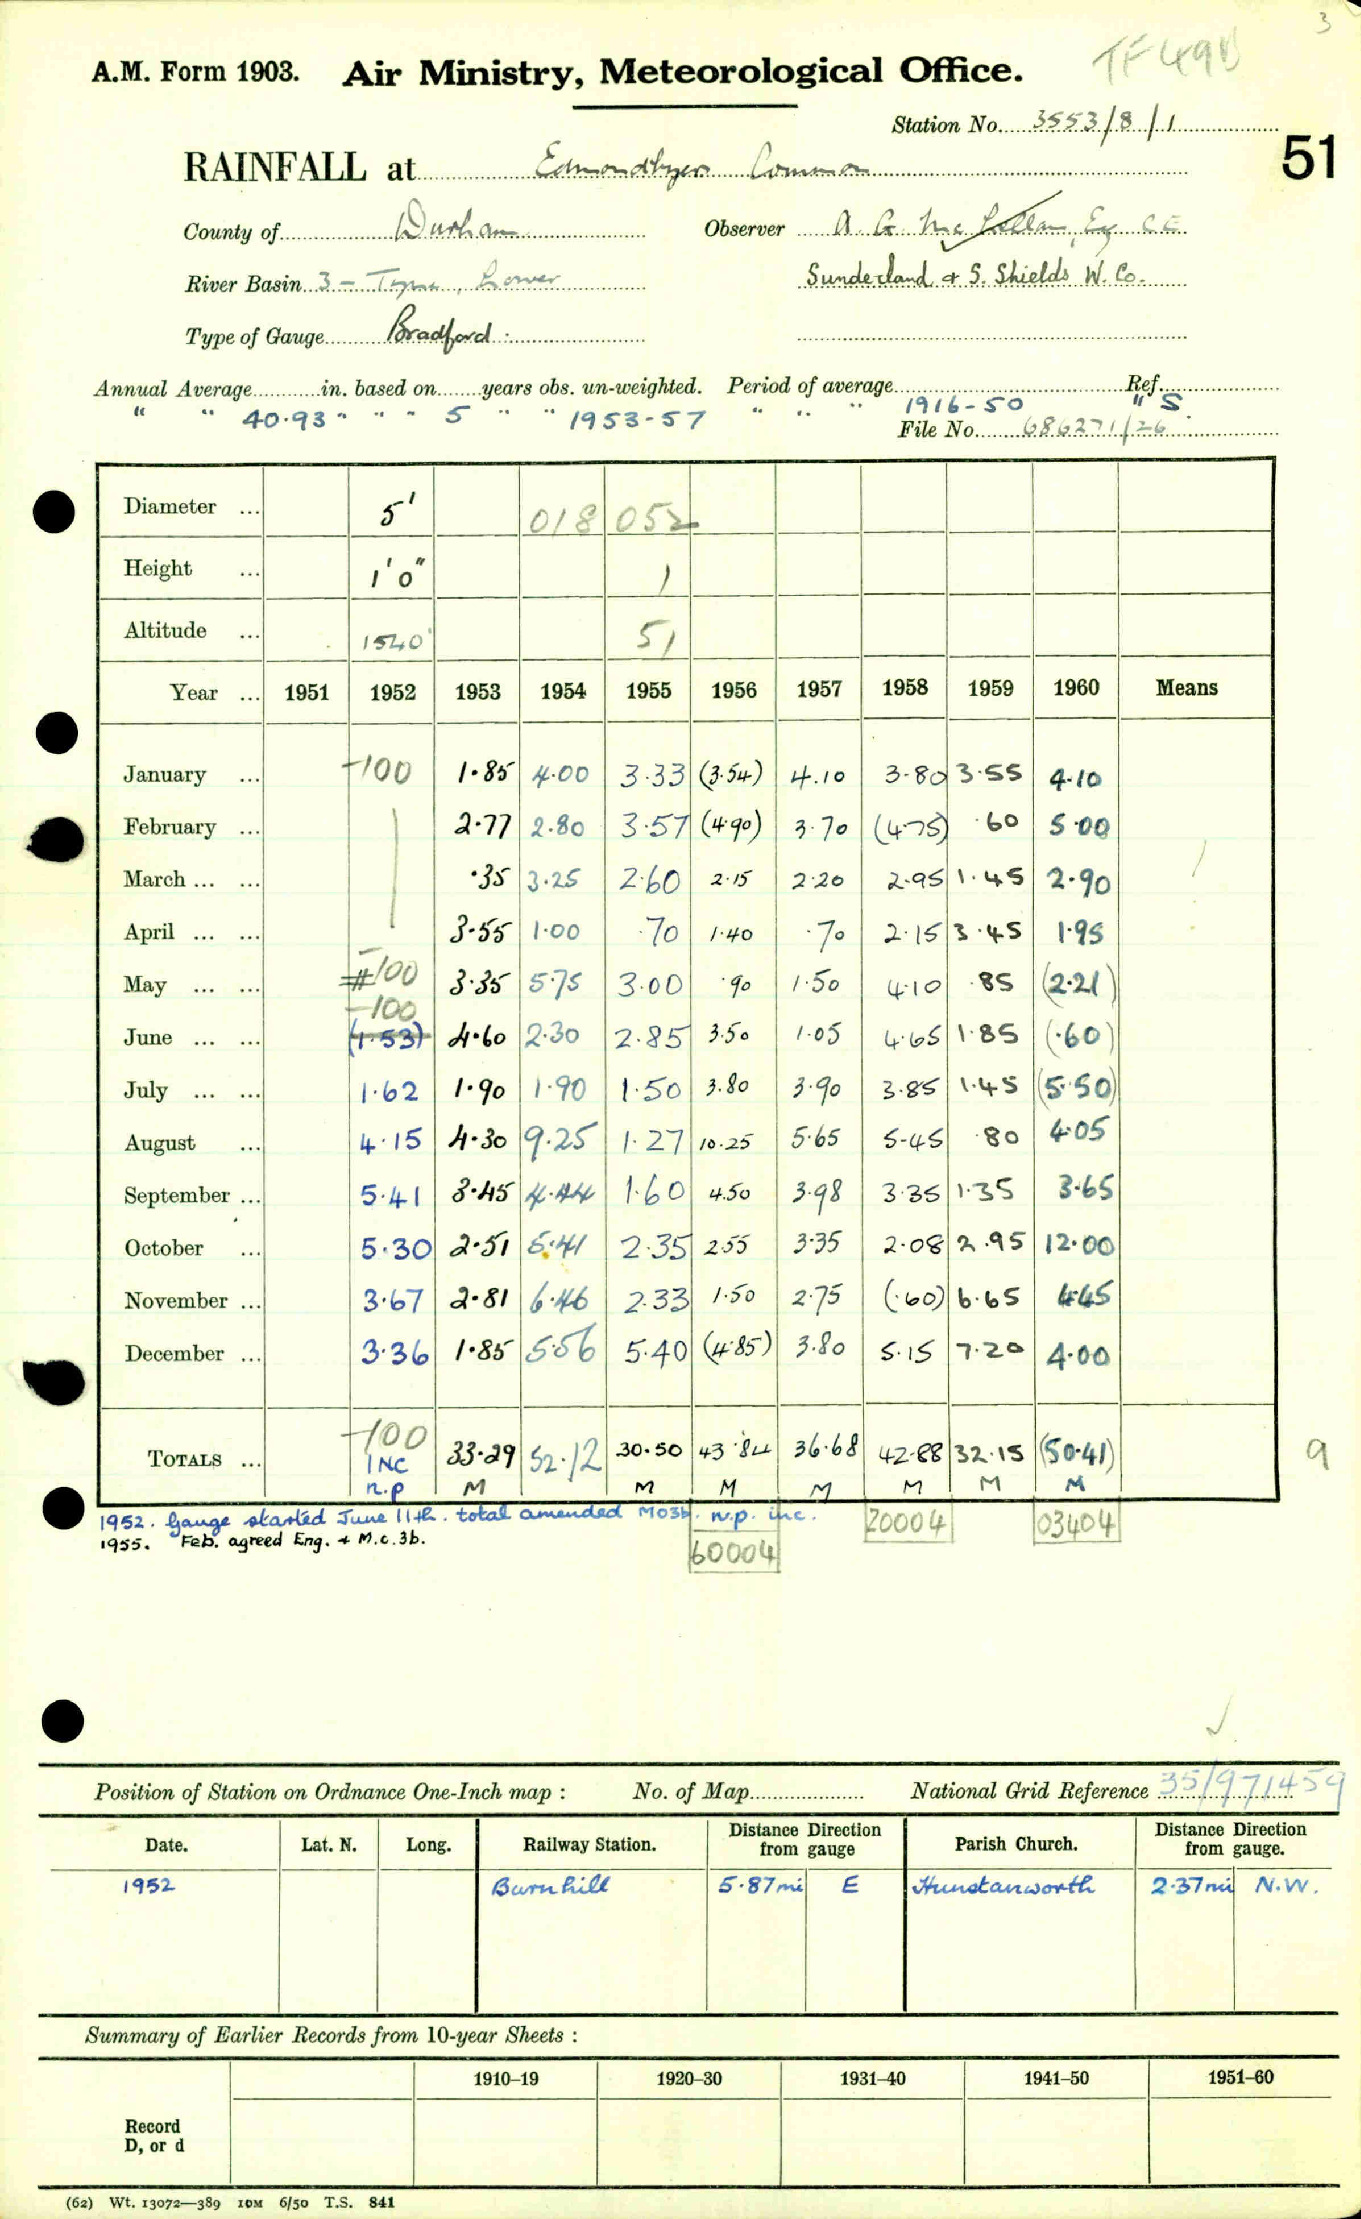 3
TF49B
A.M. Form 1903. Air Ministry, Meteorological Office.
Station No. 3553/8/1
51
RAINFALL at Edmondbyers Common
County of Durham Observer A. G. McLellan, Esq C E
River Basin 3 - Tyne, Lower Sunderland & S. Shields W. Co.
Type of Gauge Bradford
Annual Average in. based on years obs. un-weighted. Period of average Ref.
" " 40.93 " " " 5 " " 1953-57 " " " 1916-50 " S.
File No. 686271/26
Diameter ... 5' 018 052
Height ... 1'0" 1
Altitude ... 1540' 51
Year ... 1951 1952 1953 1954 1955 1956 1957 1958 1959 1960 Means
January ... -100 1.85 4.00 3.33 (3.54) 4.10 3.80 3.55 4.10
February ... 2.77 2.80 3.57 (4.90) 3.70 (4.75) .60 5.00
March ... ... .35 3.25 2.60 2.15 2.20 2.95 1.45 2.90
April ... ... 3.55 1.00 .70 1.40 .70 2.15 3.45 1.95
May ... ... -100 3.35 5.75 3.00 .90 1.50 4.10 .85 (2.21)
-100
June ... ... (1.53) 4.60 2.30 2.85 3.50 1.05 4.65 1.85 (.60)
July ... ... 1.62 1.90 1.90 1.50 3.80 3.90 3.85 1.45 (5.50)
August ... 4.15 4.30 9.25 1.27 10.25 5.65 5.45 .80 4.05
September ... 5.41 3.45 4.44 1.60 4.50 3.98 3.35 1.35 3.65
October ... 5.30 2.51 5.41 2.35 2.55 3.35 2.08 2.95 12.00
November ... 3.67 2.81 6.46 2.33 1.50 2.75 (.60) 6.65 4.45
December ... 3.36 1.85 5.56 5.40 (4.85) 3.80 5.15 7.20 4.00
-100
TOTALS ... INC 33.29 52.12 30.50 43.84 36.68 42.88 32.15 (50.41) 9
n.p M M M M M M M
1952. Gauge started June 11th. total amended M03b. n.p. inc. 20004 03404
1955. Feb. agreed Eng. & M.c.3b. 60004
Position of Station on Ordnance One-Inch map : No. of Map National Grid Reference 35/971459
Date. Lat. N. Long. Railway Station. Distance Direction from gauge Parish Church. Distance Direction from gauge.
1952 Burnhill 5.87mi E Hunstanworth 2.37mi N.W.
Summary of Earlier Records from 10-year Sheets :
1910-19 1920-30 1931-40 1941-50 1951-60
Record
D, or d
(62) Wt. 13072—389 10M 6/50 T.S. 841